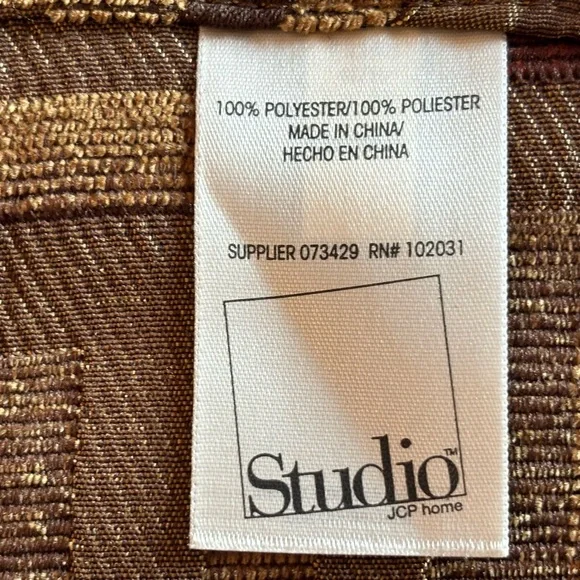 100% POLYESTER/100% POLIESTER
MADE IN CHINA/
HECHO EN CHINA
SUPPLIER 073429 RN# 102031
Studio™
JCP home